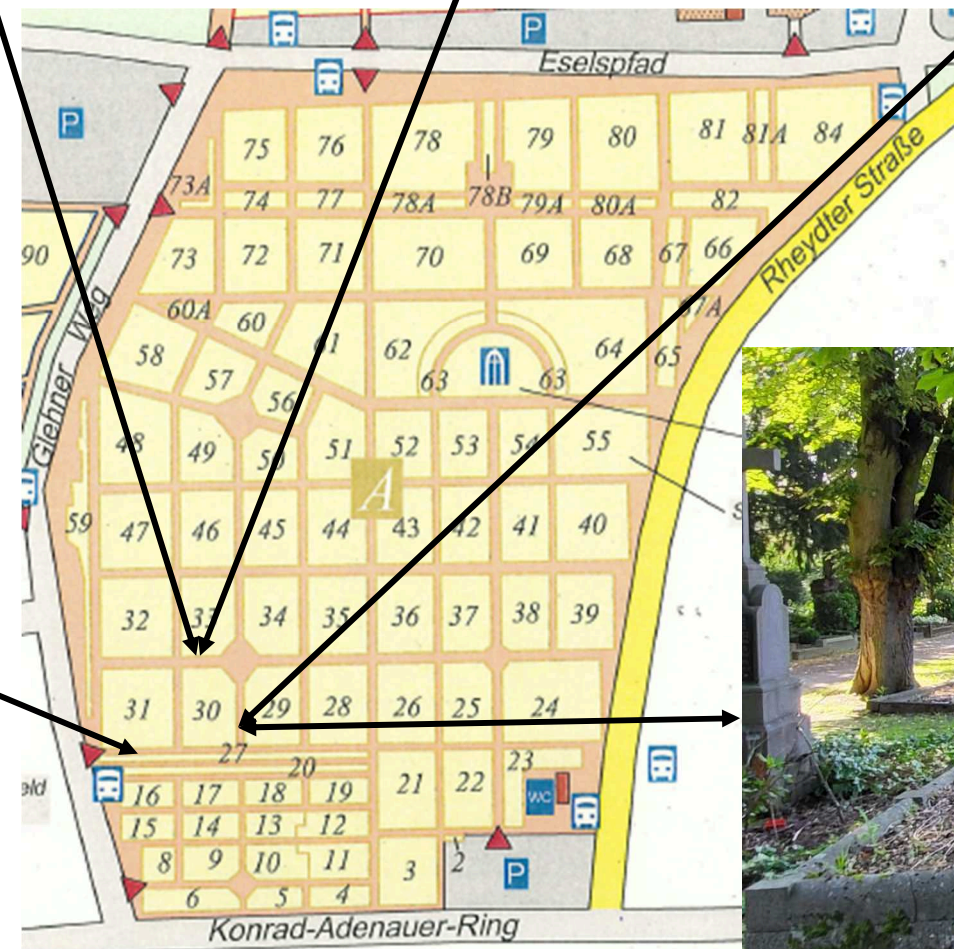 P
Eselspfad
P
75 76 78 79 80 81 81A 84
73A
74 77 78A 78B 79A 80A 82
Rheydter Straße
90
73 72 71 70 69 68 67 66
60A 60 67A
58 61 62 64 65
57 63 63
56
Glehner Weg
48 49 50 51 52 53 54 55
A
S
59 47 46 45 44 43 42 41 40
32 33 34 35 36 37 38 39
31 30 29 28 26 25 24
27
20 23
16 17 18 19 21 22 WC
eld
15 14 13 12
8 9 10 11 3 2 P
6 5 4
Konrad-Adenauer-Ring